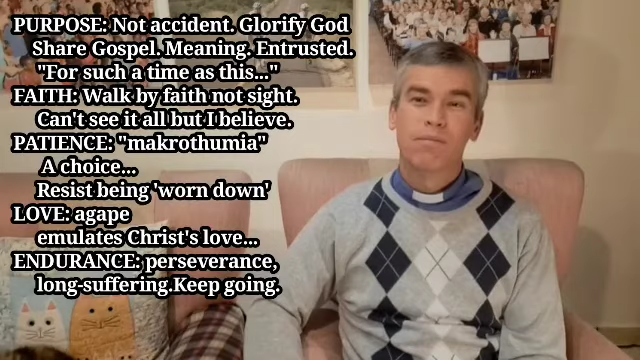 PURPOSE: Not accident. Glorify God
Share Gospel. Meaning. Entrusted.
"For such a time as this..."
FAITH: Walk by faith not sight.
Can't see it all but I believe.
PATIENCE: "makrothumia"
A choice...
Resist being 'worn down'
LOVE: agape
emulates Christ's love...
ENDURANCE: perseverance,
long-suffering.Keep going.